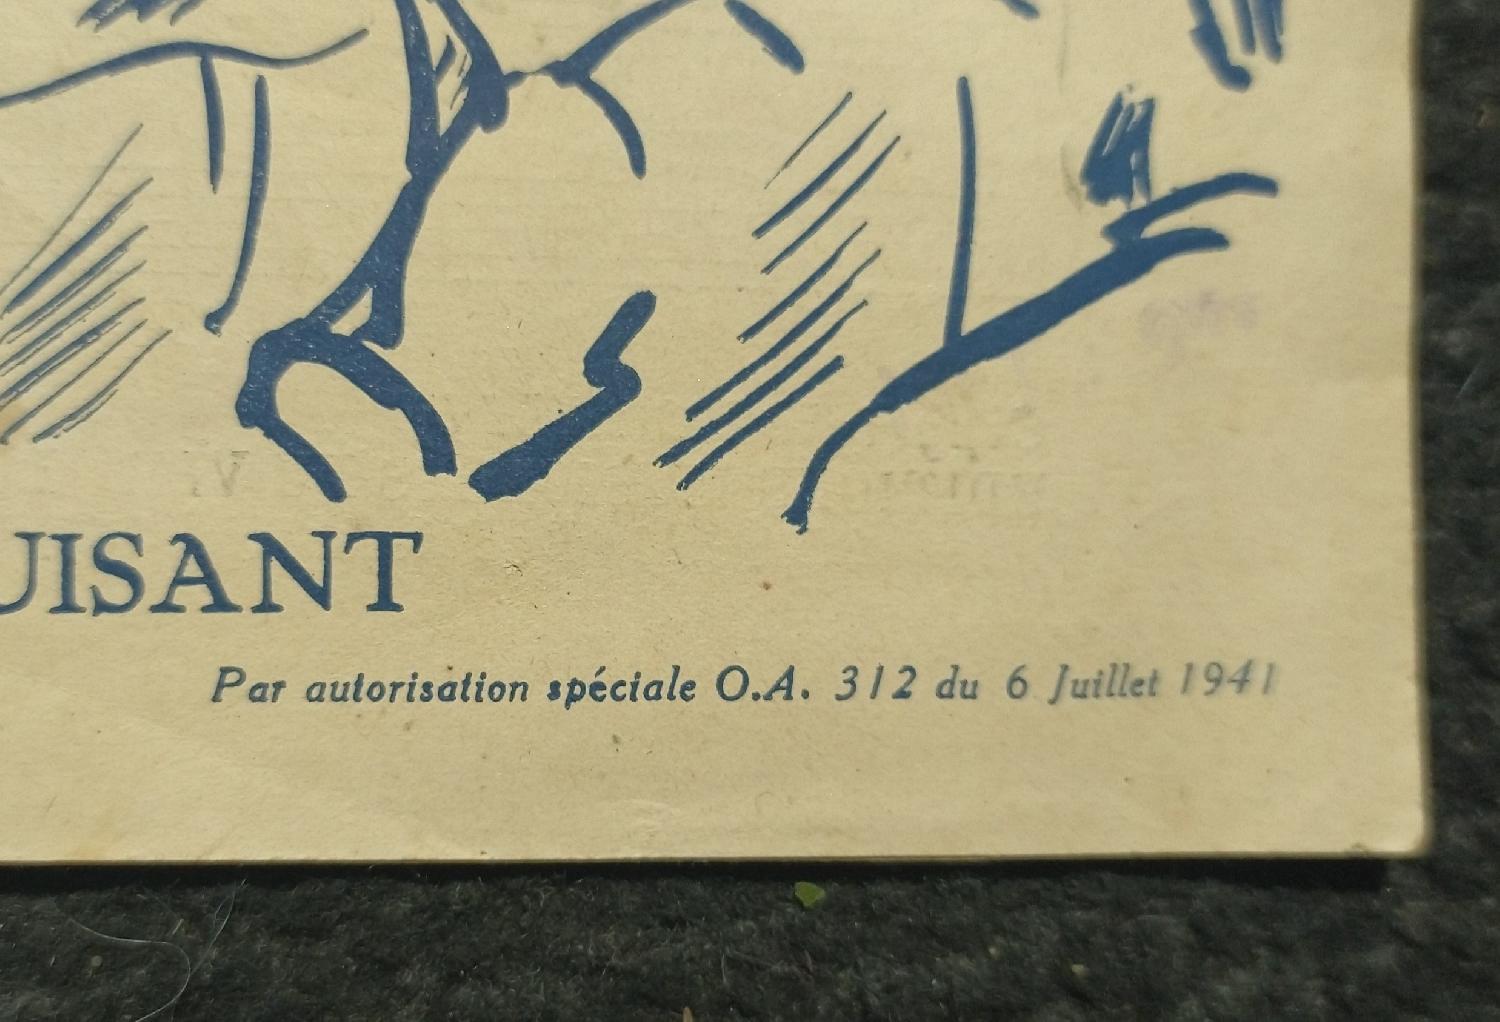 UISANT
Par autorisation spéciale O.A. 312 du 6 Juillet 1941